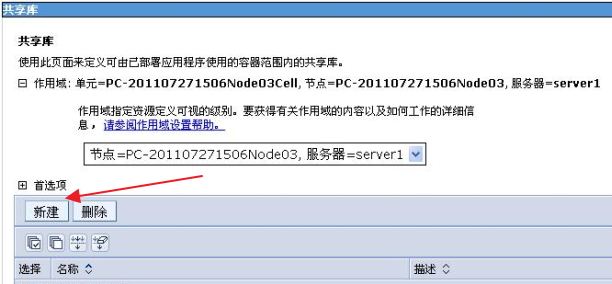 共享库
共享库
使用此页面来定义可由已部署应用程序使用的容器范围内的共享库。
作用域: 单元=PC-201107271506Node03Cell, 节点=PC-201107271506Node03, 服务器=server1
作用域指定资源定义可视的级别。要获得有关作用域的内容以及如何工作的详细信
息， 请参阅作用域设置帮助。
节点=PC-201107271506Node03, 服务器=server1
首选项
新建 删除
选择 名称 描述